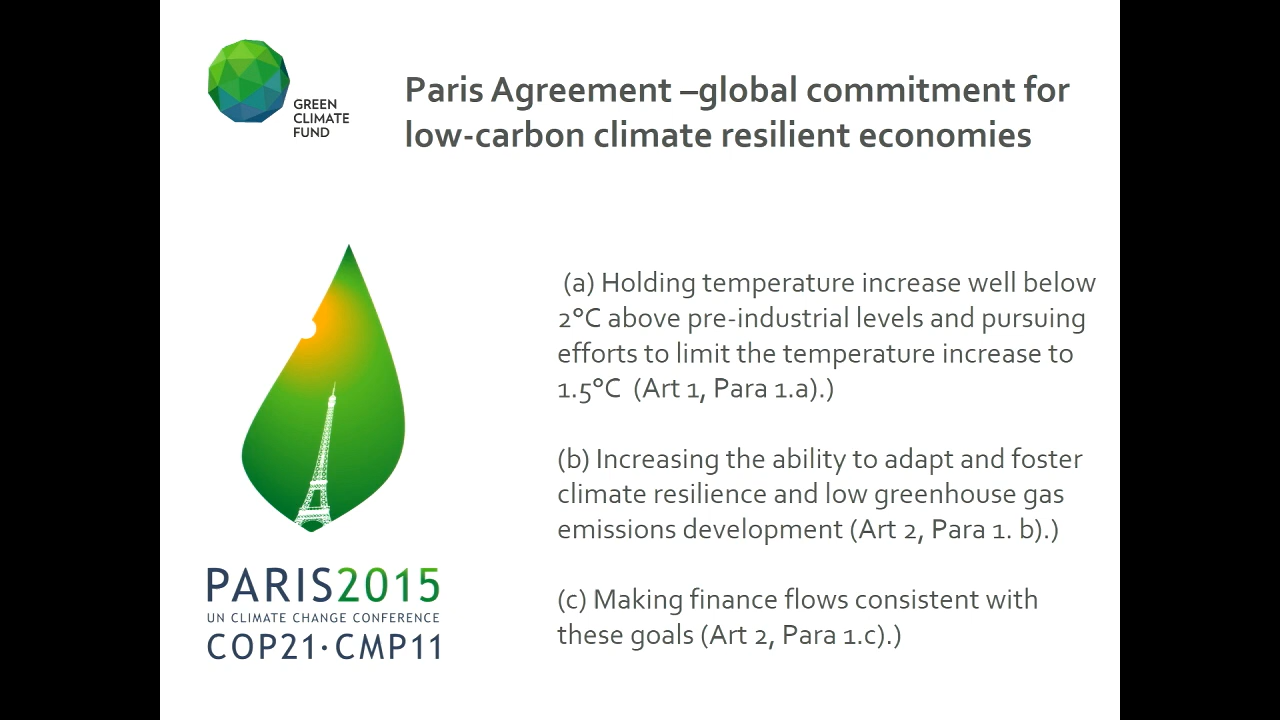 GREEN
CLIMATE
FUND
Paris Agreement –global commitment for
low-carbon climate resilient economies
(a) Holding temperature increase well below
2°C above pre-industrial levels and pursuing
efforts to limit the temperature increase to
1.5°C (Art 1, Para 1.a).)
(b) Increasing the ability to adapt and foster
climate resilience and low greenhouse gas
emissions development (Art 2, Para 1. b).)
(c) Making finance flows consistent with
these goals (Art 2, Para 1.c).)
PARIS2015
UN CLIMATE CHANGE CONFERENCE
COP21·CMP11